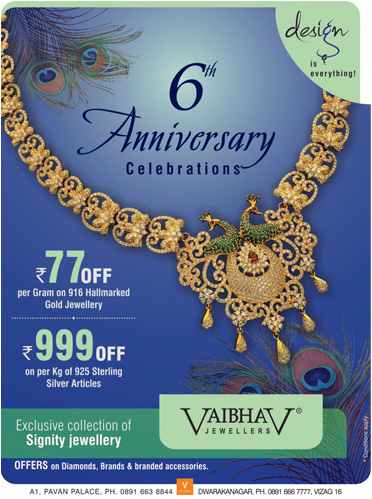 design
is
everything!
6th
Anniversary
Celebrations
₹77OFF
per Gram on 916 Hallmarked
Gold Jewellery
₹999OFF
on per Kg of 925 Sterling
Silver Articles
Exclusive collection of
Signity jewellery
VAIBHAV®
JEWELLERS
* Conditions apply
OFFERS on Diamonds, Brands & branded accessories.
A1, PAVAN PALACE, PH. 0891 663 8844 V DWARAKANAGAR, PH. 0891 666 7777, VIZAG 16